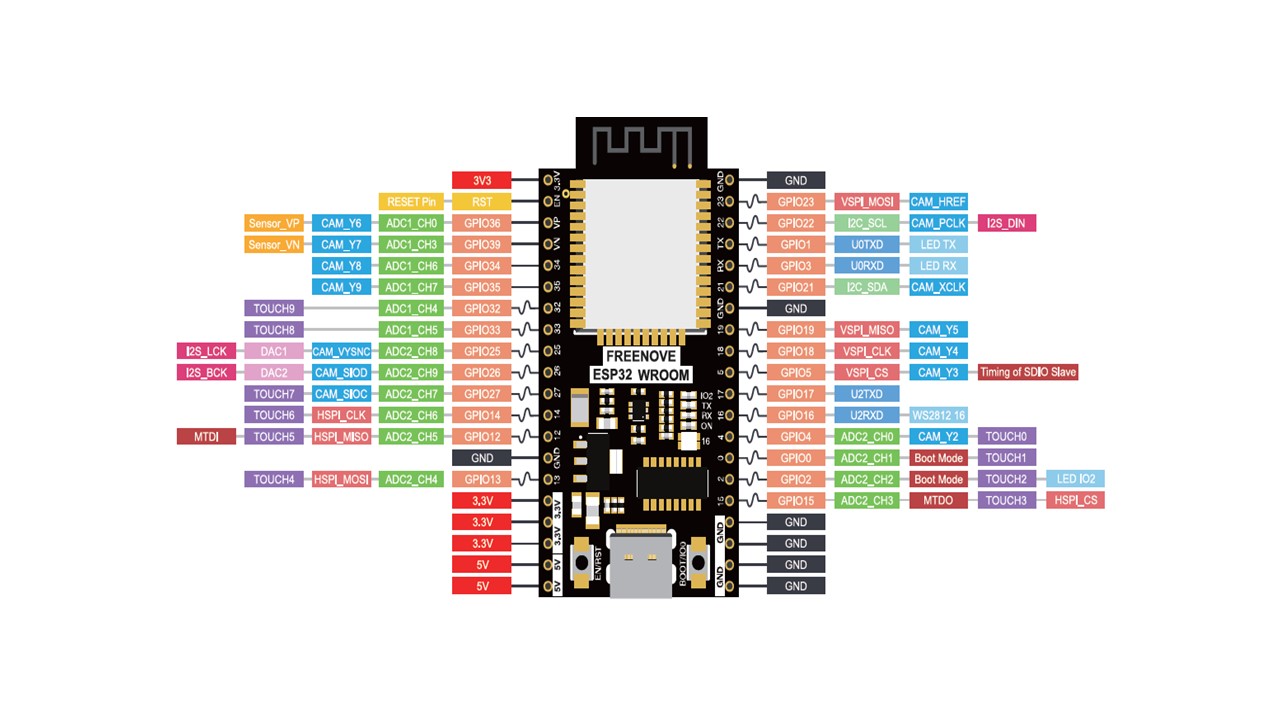 3V3 3.3V GND GND
RESET Pin RST EN 23 GPIO23 VSPI_MOSI CAM_HREF
Sensor_VP CAM_Y6 ADC1_CH0 GPIO36 VP 22 GPIO22 I2C_SCL CAM_PCLK I2S_DIN
Sensor_VN CAM_Y7 ADC1_CH3 GPIO39 VN TX GPIO1 U0TXD LED TX
CAM_Y8 ADC1_CH6 GPIO34 34 RX GPIO3 U0RXD LED RX
CAM_Y9 ADC1_CH7 GPIO35 35 21 GPIO21 I2C_SDA CAM_XCLK
TOUCH9 ADC1_CH4 GPIO32 32 GND GND
TOUCH8 ADC1_CH5 GPIO33 33 19 GPIO19 VSPI_MISO CAM_Y5
I2S_LCK DAC1 CAM_VYSNC ADC2_CH8 GPIO25 25 FREENOVE 18 GPIO18 VSPI_CLK CAM_Y4
I2S_BCK DAC2 CAM_SIOD ADC2_CH9 GPIO26 26 ESP32 WROOM 5 GPIO5 VSPI_CS CAM_Y3 Timing of SDIO Slave
TOUCH7 CAM_SIOC ADC2_CH7 GPIO27 27 IO2 17 GPIO17 U2TXD
TX
TOUCH6 HSPI_CLK ADC2_CH6 GPIO14 14 RX 16 GPIO16 U2RXD WS2812 16
ON
TOUCH5 HSPI_MISO ADC2_CH5 GPIO12 12 16 4 GPIO4 ADC2_CH0 CAM_Y2 TOUCH0
MTDI
GND GND 0 GPIO0 ADC2_CH1 Boot Mode TOUCH1
TOUCH4 HSPI_MOSI ADC2_CH4 GPIO13 13 2 GPIO2 ADC2_CH2 Boot Mode TOUCH2 LED IO2
3,3V 3.3V 15 GPIO15 ADC2_CH3 MTDO TOUCH3 HSPI_CS
3.3V GND GND
3.3V 3.3V GND
5V 5V EN/RST BOOT/IO0 GND
5V 5V GND GND